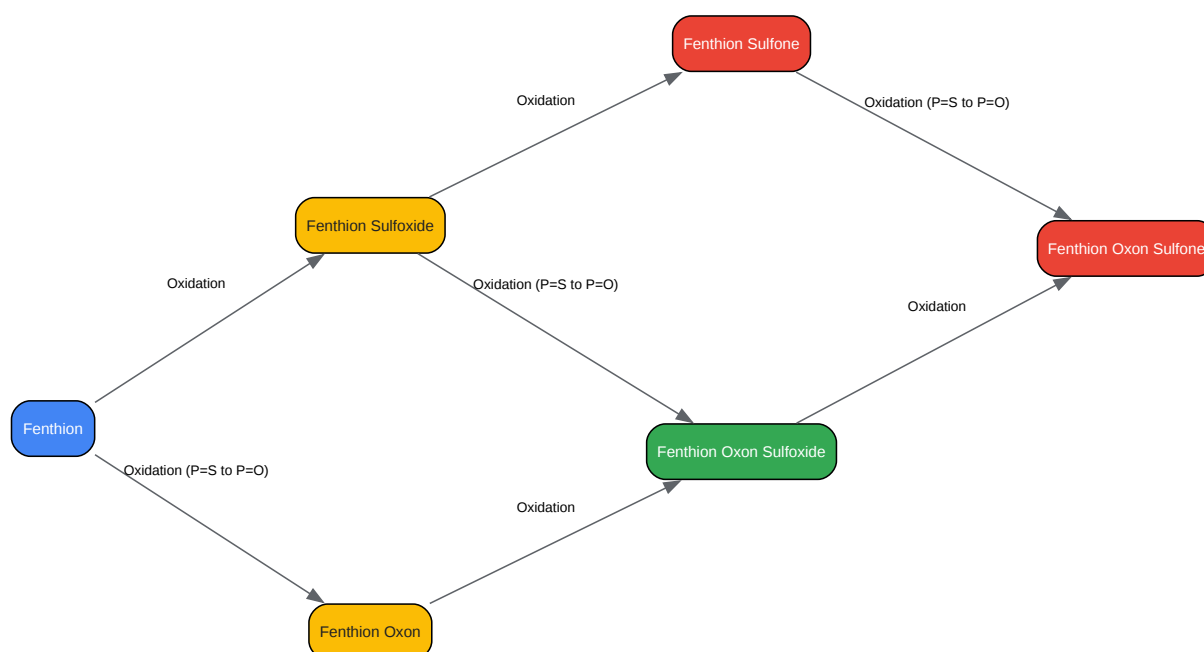 Fenthion Sulfone
Oxidation
Oxidation (P=S to P=O)
Fenthion Sulfoxide
Fenthion Oxon Sulfone
Oxidation
Oxidation (P=S to P=O)
Oxidation
Fenthion
Fenthion Oxon Sulfoxide
Oxidation (P=S to P=O)
Oxidation
Fenthion Oxon